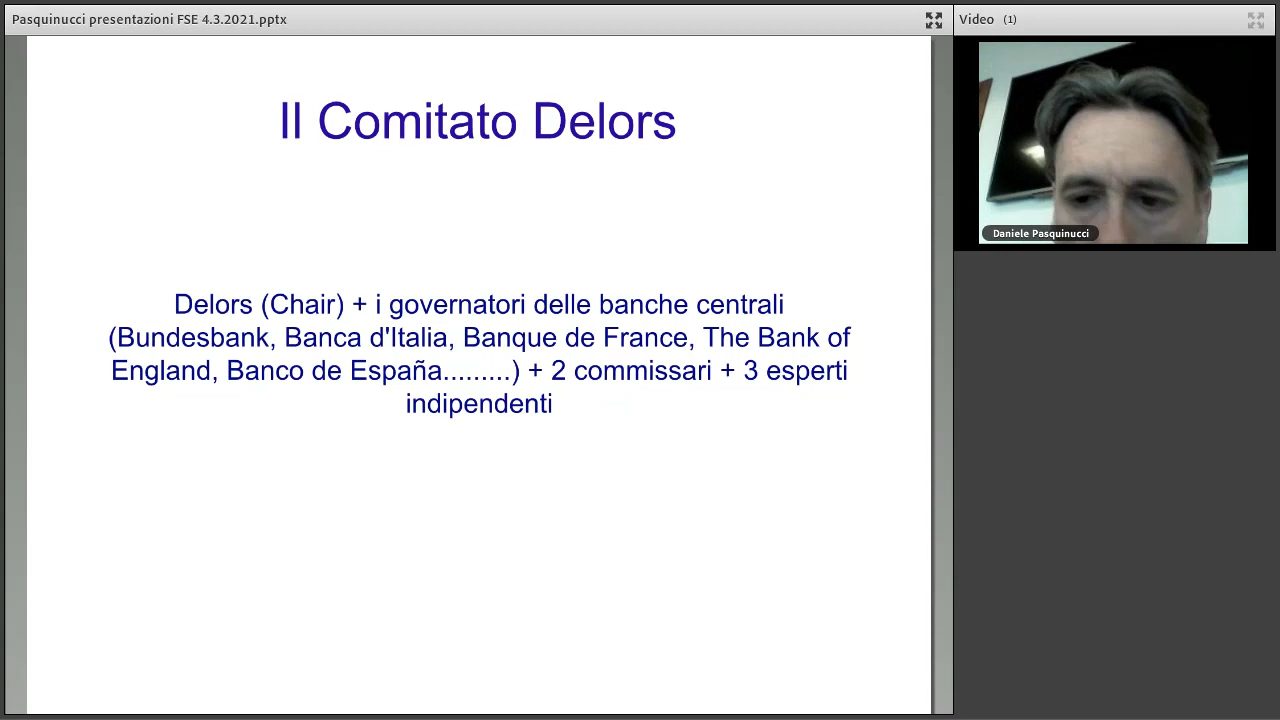 Pasquinucci presentazioni FSE 4.3.2021.pptx
Video (1)
Il Comitato Delors
Delors (Chair) + i governatori delle banche centrali
(Bundesbank, Banca d'Italia, Banque de France, The Bank of
England, Banco de España.........) + 2 commissari + 3 esperti
indipendenti
Daniele Pasquinucci